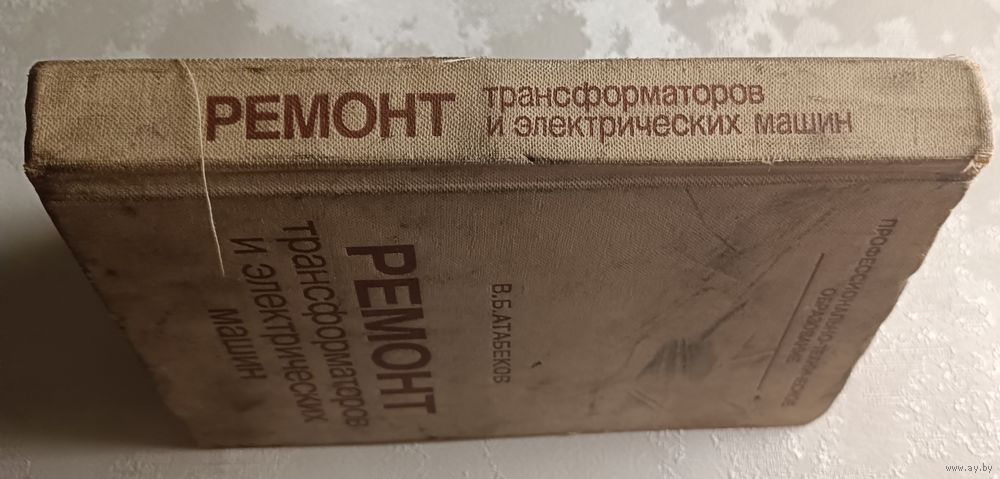 РЕМОНТ
трансформаторов
и электрических машин
ПРОФЕССИОНАЛЬНО-ТЕХНИЧЕСКОЕ
ОБРАЗОВАНИЕ
В.Б.АТАБЕКОВ
РЕМОНТ
трансформаторов
и электрических
машин
www.ay.by